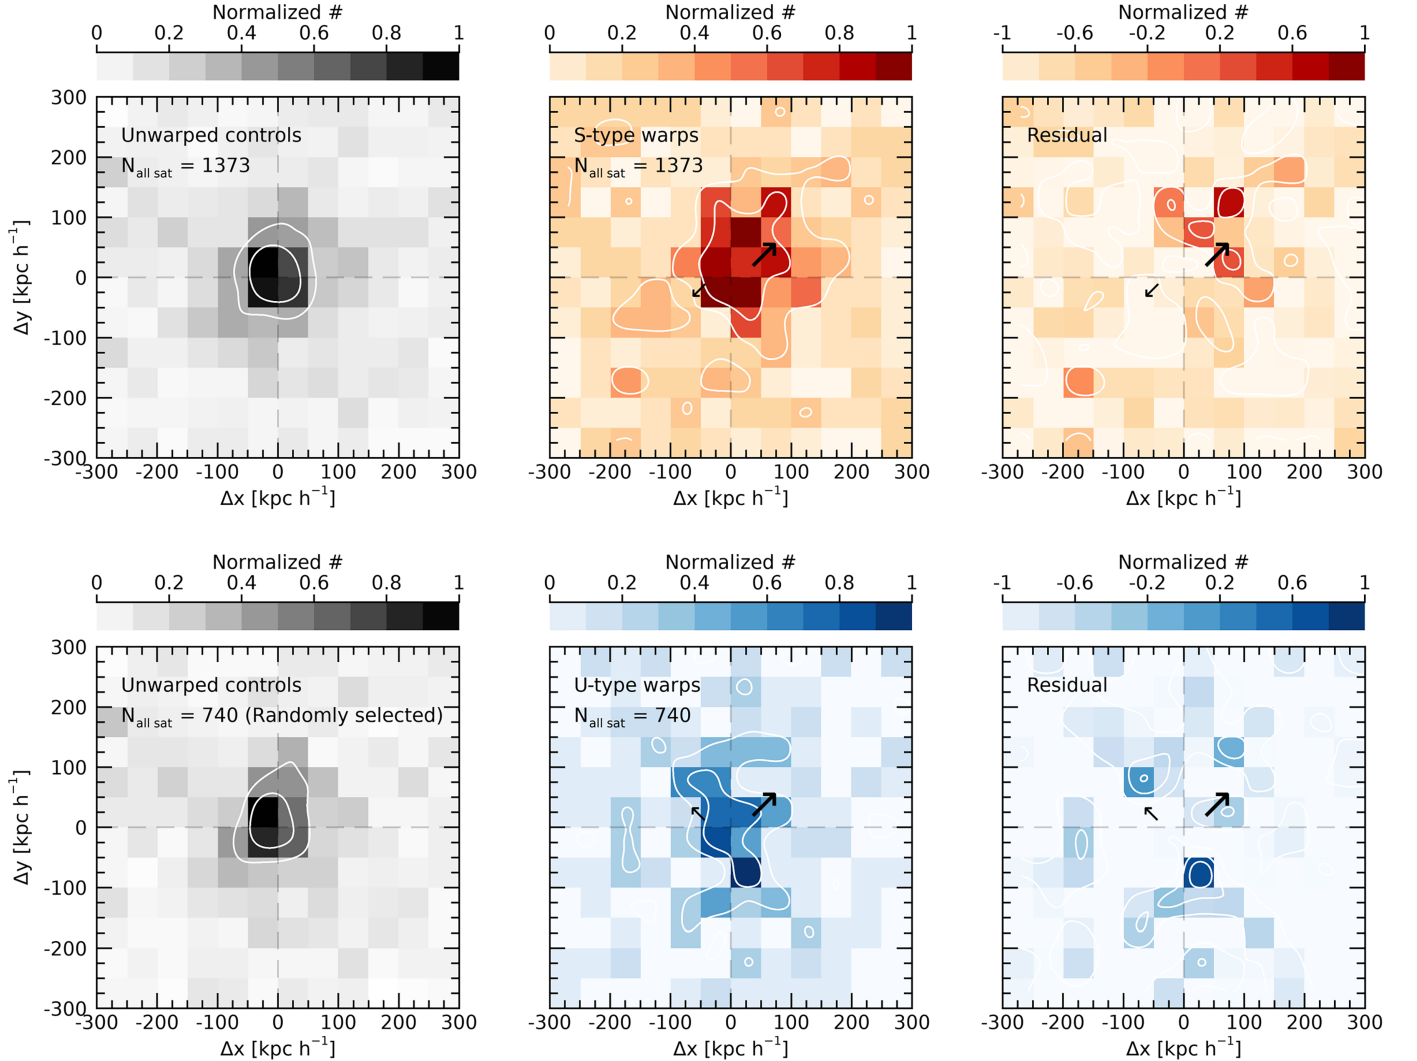 Normalized # Normalized # Normalized #
0 0.2 0.4 0.6 0.8 1 0 0.2 0.4 0.6 0.8 1 -1 -0.6 -0.2 0.2 0.6 1
300
Unwarped controls S-type warps Residual
N_all sat = 1373 N_all sat = 1373
200
100
0
-100
-200
-300
Δy [kpc h⁻¹]
-300 -200 -100 0 100 200 300 -300 -200 -100 0 100 200 300 -300 -200 -100 0 100 200 300
Δx [kpc h⁻¹] Δx [kpc h⁻¹] Δx [kpc h⁻¹]
Normalized # Normalized # Normalized #
0 0.2 0.4 0.6 0.8 1 0 0.2 0.4 0.6 0.8 1 -1 -0.6 -0.2 0.2 0.6 1
300
Unwarped controls U-type warps Residual
N_all sat = 740 (Randomly selected) N_all sat = 740
200
100
0
-100
-200
-300
Δy [kpc h⁻¹]
-300 -200 -100 0 100 200 300 -300 -200 -100 0 100 200 300 -300 -200 -100 0 100 200 300
Δx [kpc h⁻¹] Δx [kpc h⁻¹] Δx [kpc h⁻¹]